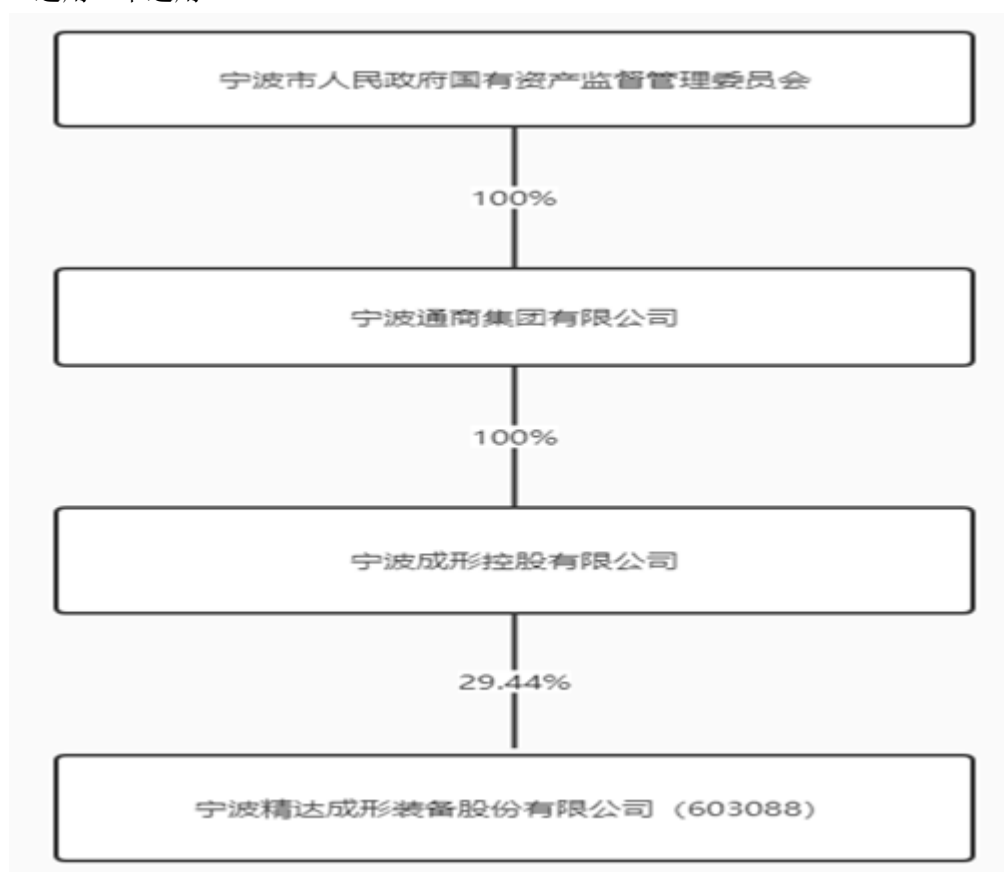 宁波市人民政府国有资产监督管理委员会
100%
宁波通商集团有限公司
100%
宁波成形控股有限公司
29.44%
宁波精达成形装备股份有限公司（603088）